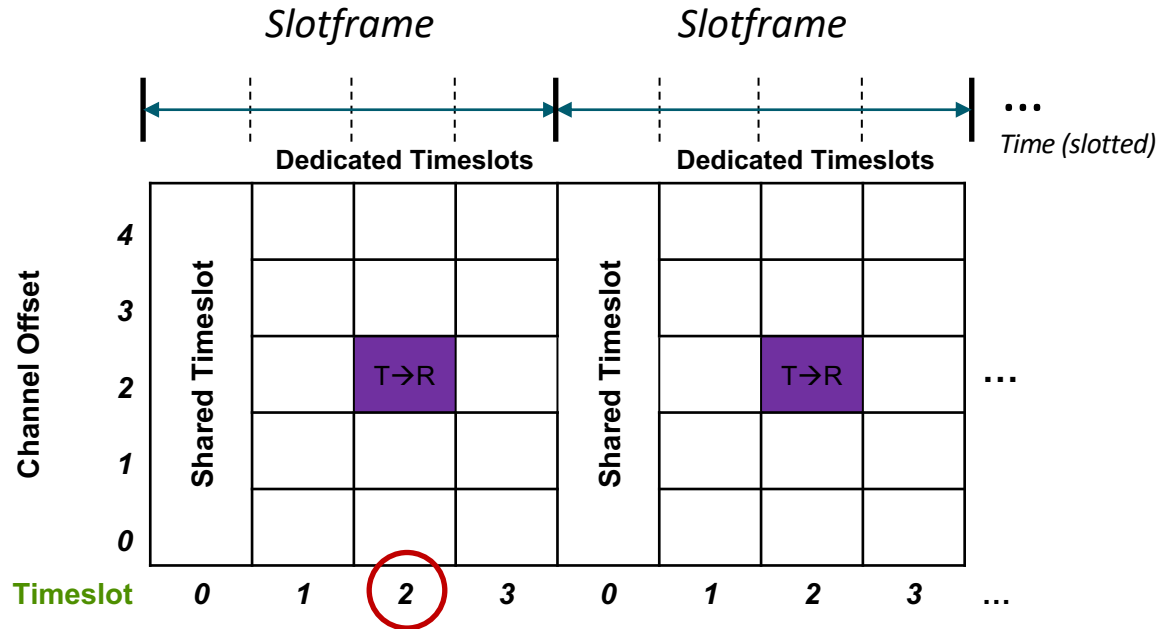 Slotframe Slotframe
...
Time (slotted)
Dedicated Timeslots Dedicated Timeslots
Channel Offset
4
3
2
1
0
Shared Timeslot
T→R
Shared Timeslot
T→R
...
Timeslot 0 1 2 3 0 1 2 3 ...